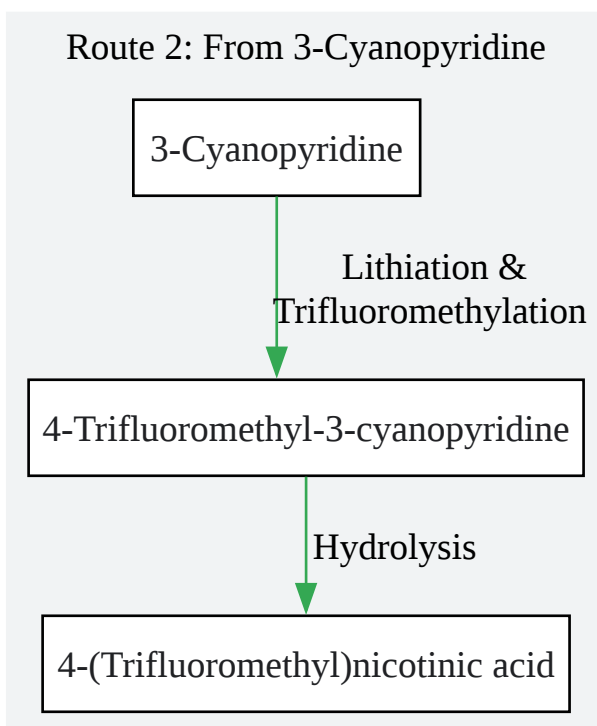 Route 2: From 3-Cyanopyridine
3-Cyanopyridine
Lithiation &
Trifluoromethylation
4-Trifluoromethyl-3-cyanopyridine
Hydrolysis
4-(Trifluoromethyl)nicotinic acid